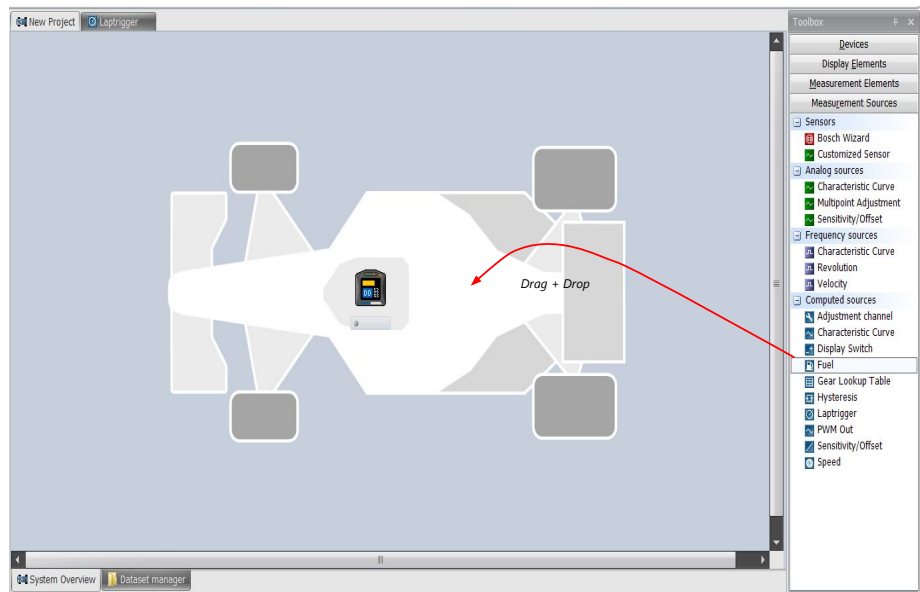 New Project
Laptrigger
Toolbox
Devices
Display Elements
Measurement Elements
Measurement Sources
Sensors
Bosch Wizard
Customized Sensor
Analog sources
Characteristic Curve
Multipoint Adjustment
Sensitivity/Offset
Frequency sources
Characteristic Curve
Revolution
Velocity
Computed sources
Adjustment channel
Characteristic Curve
Display Switch
Fuel
Gear Lookup Table
Hysteresis
Laptrigger
PWM Out
Sensitivity/Offset
Speed
Drag + Drop
System Overview
Dataset manager